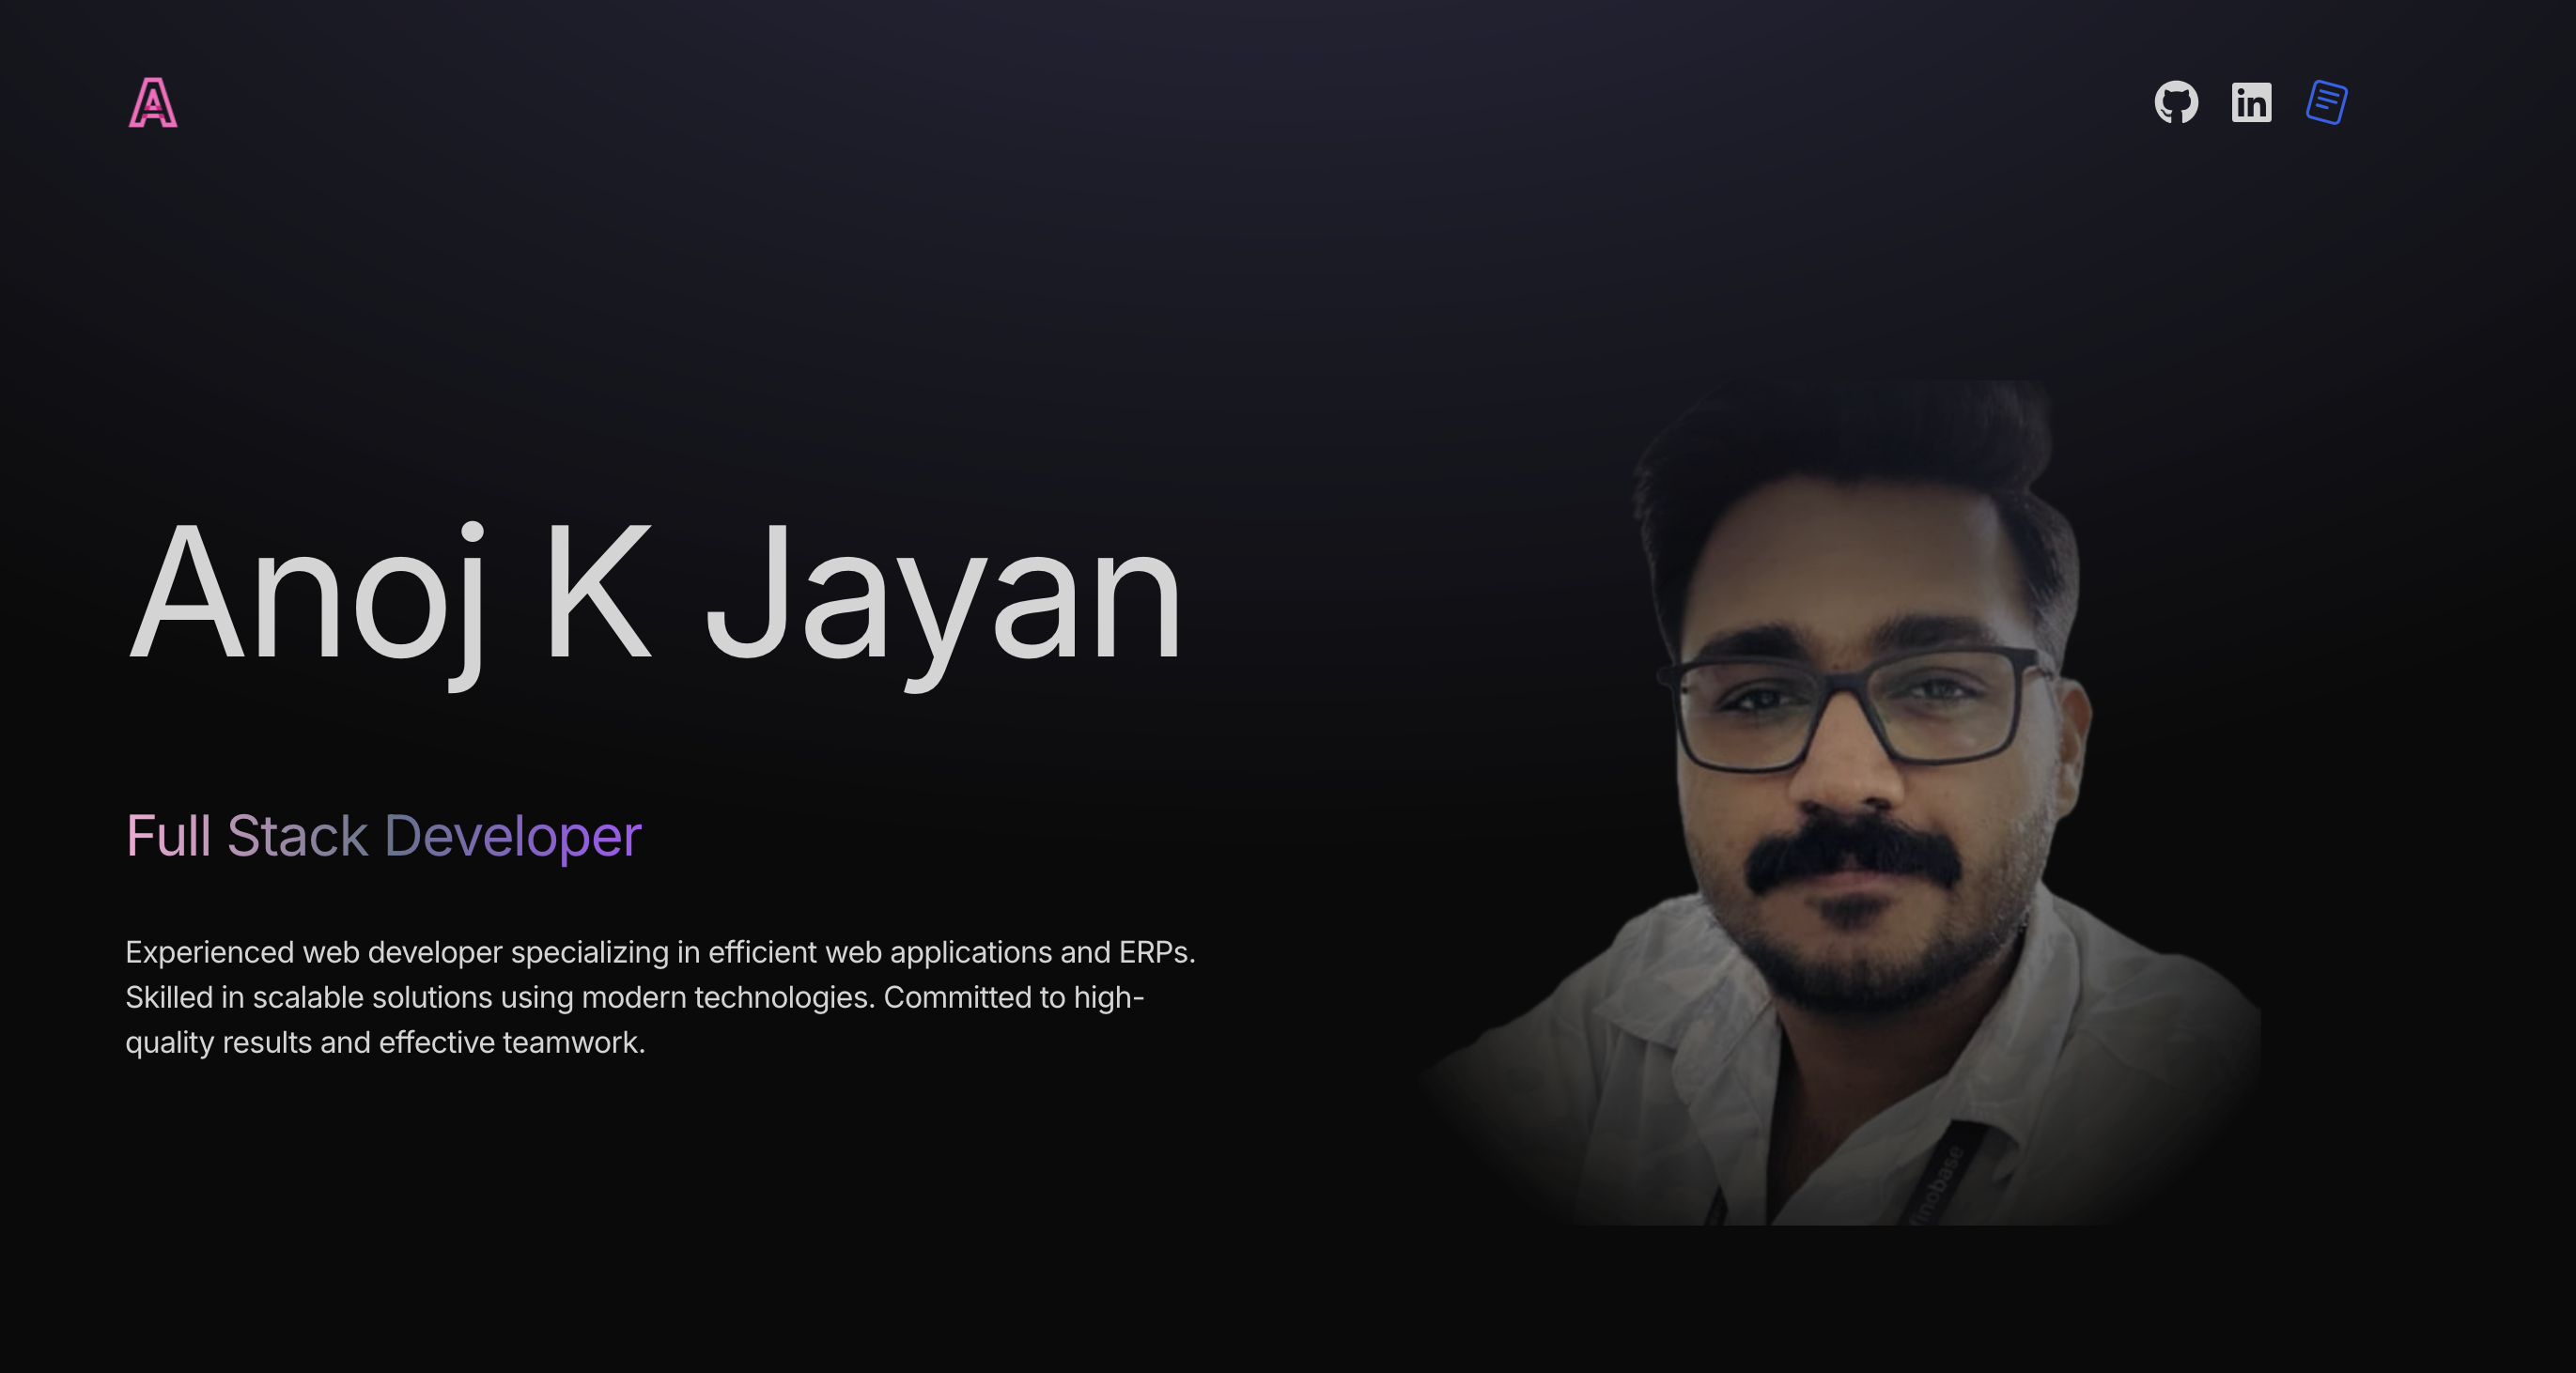 A
Anoj K Jayan
Full Stack Developer
Experienced web developer specializing in efficient web applications and ERPs.
Skilled in scalable solutions using modern technologies. Committed to high-
quality results and effective teamwork.
finobase